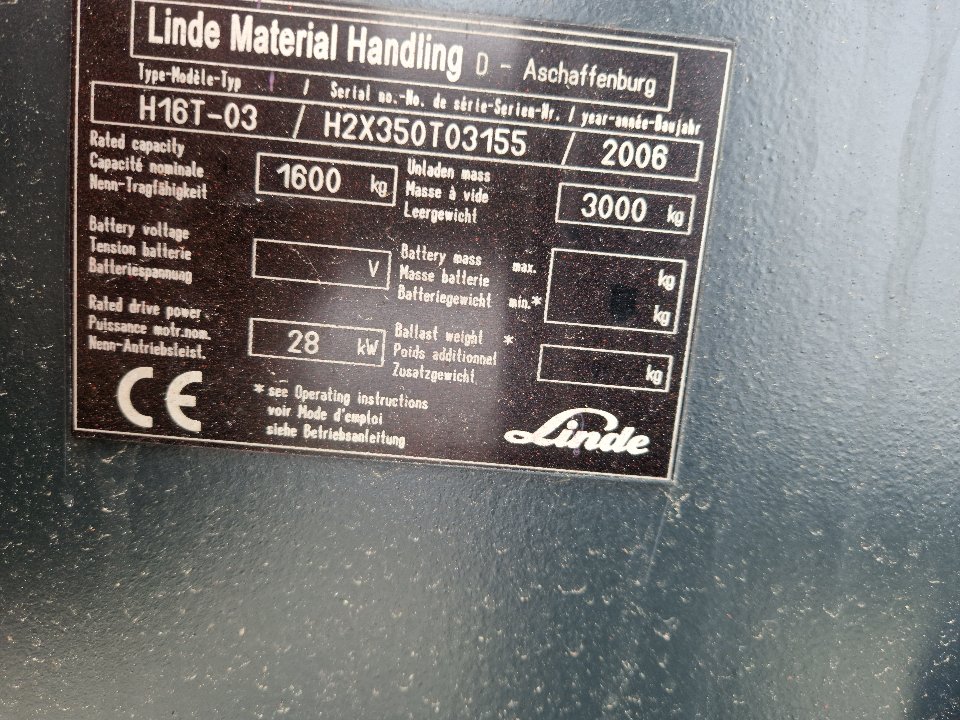 Linde Material Handling D - Aschaffenburg
Type-Modèle-Typ / Serial no.-No. de série-Serien-Nr. / year-année-Baujahr
H16T-03 / H2X350T03155 / 2006
Rated capacity
Capacité nominale
Nenn-Tragfähigkeit
1600 kg
Unladen mass
Masse à vide
Leergewicht
3000 kg
Battery voltage
Tension batterie
Batteriespannung
V
Battery mass max. kg
Masse batterie
Batteriegewicht min.* kg
Rated drive power
Puissance motr.nom.
Nenn-Antriebsleist.
28 kW
Ballast weight *
Poids additionnel
Zusatzgewicht
kg
CE
* see Operating instructions
voir Mode d'emploi
siehe Betriebsanleitung
Linde